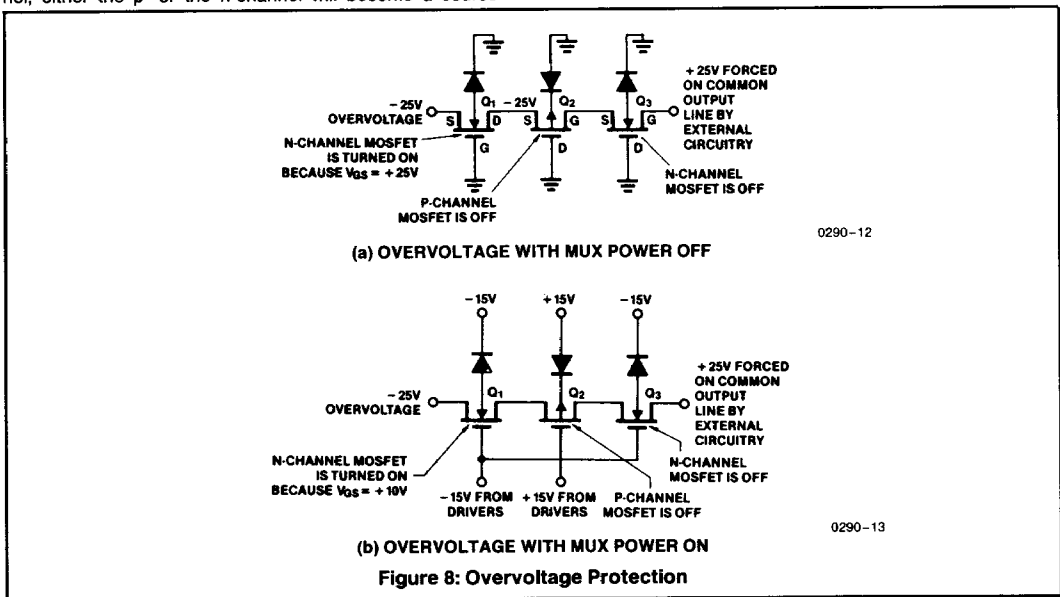 − 25V
OVERVOLTAGE
N-CHANNEL MOSFET
IS TURNED ON
BECAUSE VGS = + 25V
Q1
S
D
G
− 25V
Q2
S
G
D
P-CHANNEL
MOSFET IS OFF
Q3
S
G
D
+ 25V FORCED
ON COMMON
OUTPUT
LINE BY
EXTERNAL
CIRCUITRY
N-CHANNEL
MOSFET IS OFF
0290–12
(a) OVERVOLTAGE WITH MUX POWER OFF
− 15V
+ 15V
− 15V
− 25V
OVERVOLTAGE
Q1
Q2
Q3
+ 25V FORCED
ON COMMON
OUTPUT
LINE BY
EXTERNAL
CIRCUITRY
N-CHANNEL MOSFET
IS TURNED ON
BECAUSE VGS = + 10V
− 15V FROM
DRIVERS
+ 15V FROM
DRIVERS
P-CHANNEL
MOSFET IS OFF
N-CHANNEL
MOSFET IS OFF
0290–13
(b) OVERVOLTAGE WITH MUX POWER ON
Figure 8: Overvoltage Protection